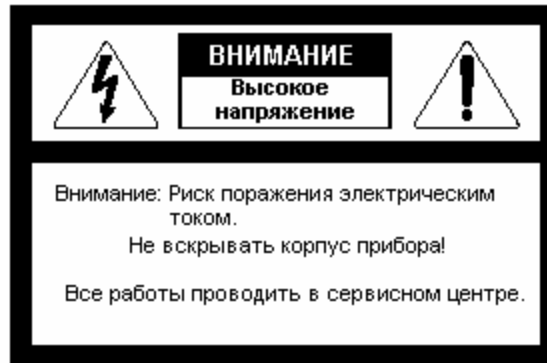 ВНИМАНИЕ
Высокое
напряжение
Внимание: Риск поражения электрическим
током.
Не вскрывать корпус прибора!
Все работы проводить в сервисном центре.